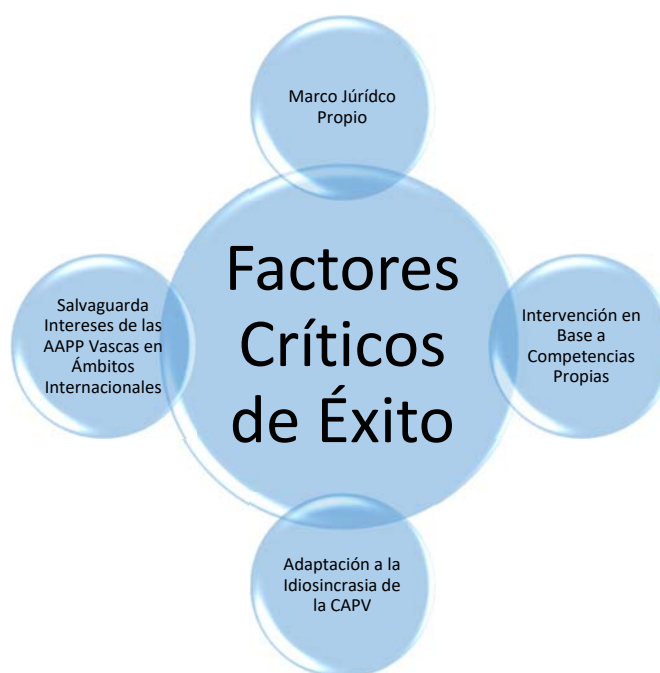 Marco Júrídco
Propio
Factores
Críticos
de Éxito
Salvaguarda
Intereses de las
AAPP Vascas en
Ámbitos
Internacionales
Intervención en
Base a
Competencias
Propias
Adaptación a la
Idiosincrasia de
la CAPV